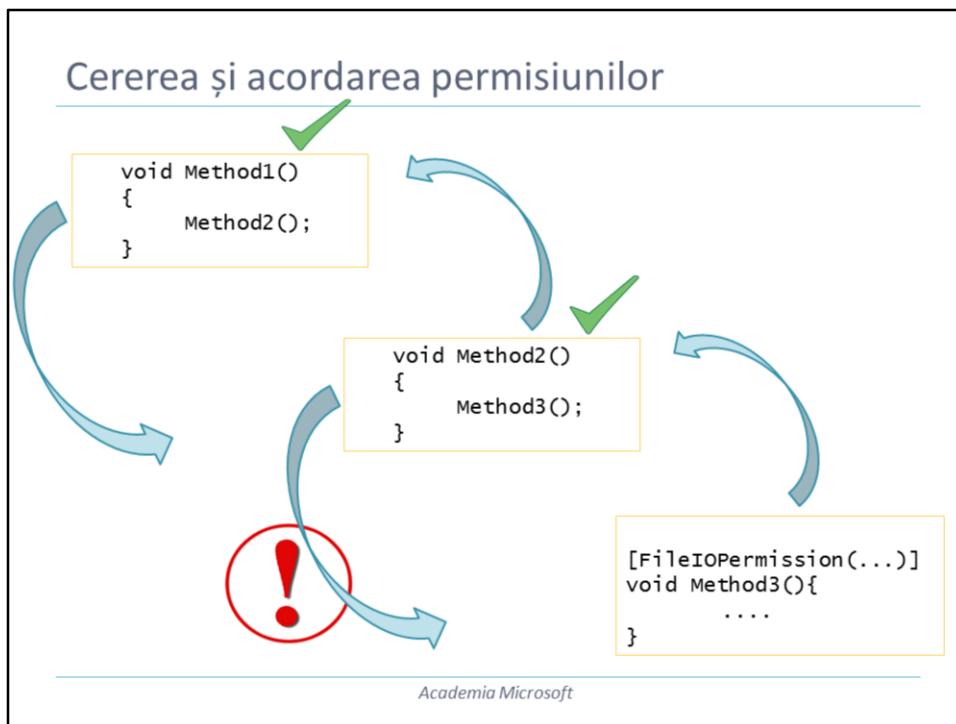 Cererea și acordarea permisiunilor
void Method1()
{
Method2();
}
void Method2()
{
Method3();
}
[FileIOPermission(...)]
void Method3(){
....
}
Academia Microsoft